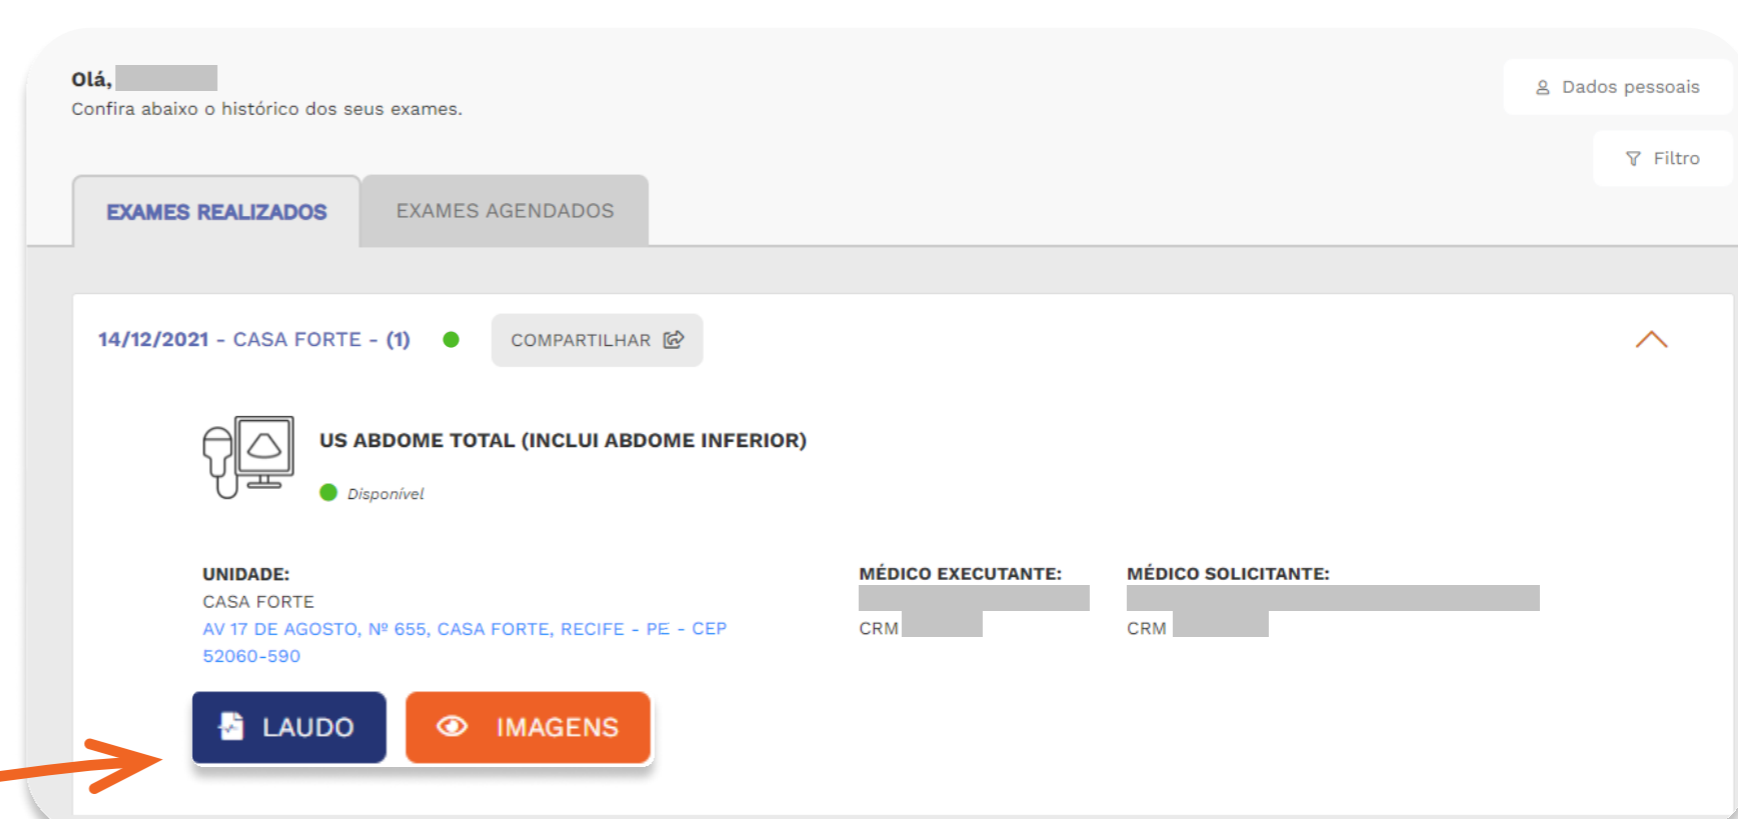 Olá,
Confira abaixo o histórico dos seus exames.
Dados pessoais
Filtro
EXAMES REALIZADOS
EXAMES AGENDADOS
14/12/2021 - CASA FORTE - (1)
COMPARTILHAR
US ABDOME TOTAL (INCLUI ABDOME INFERIOR)
Disponível
UNIDADE:
CASA FORTE
AV 17 DE AGOSTO, Nº 655, CASA FORTE, RECIFE - PE - CEP
52060-590
MÉDICO EXECUTANTE:
CRM
MÉDICO SOLICITANTE:
CRM
LAUDO
IMAGENS